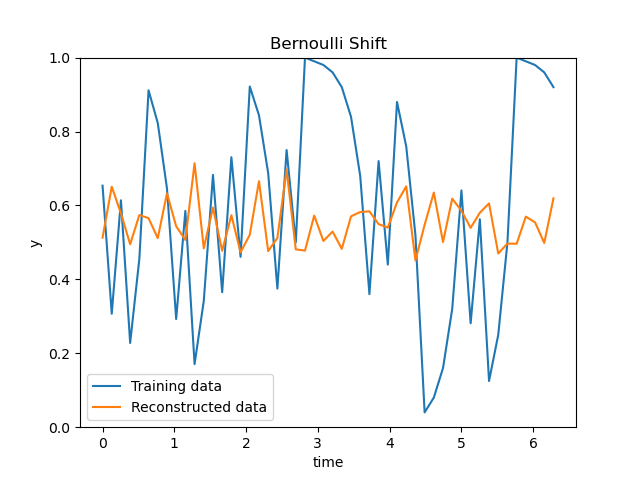 Bernoulli Shift
1.0
0.8
0.6
0.4
0.2
0.0
y
Training data
Reconstructed data
0 1 2 3 4 5 6
time